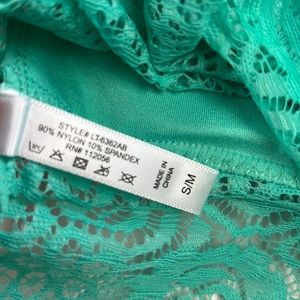 STYLE# LT-6362AB
90% NYLON 10% SPANDEX
RN# 112056
MADE IN
CHINA
S/M